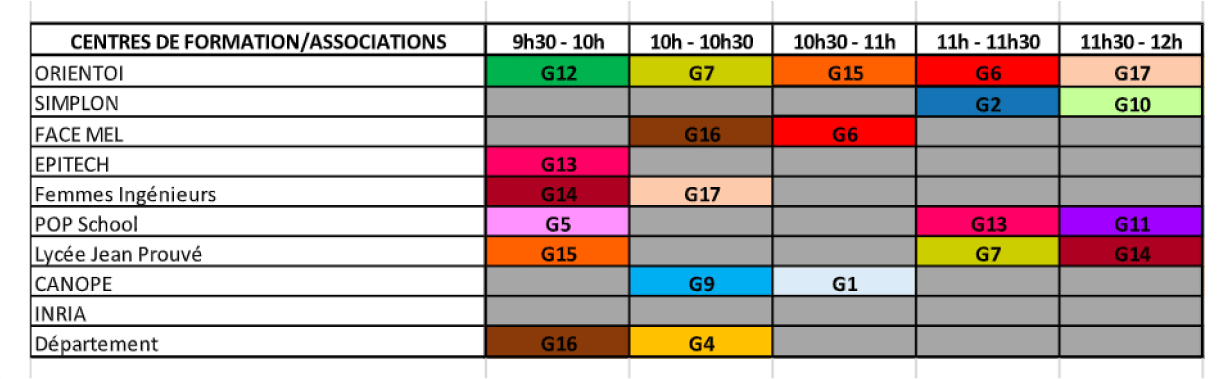 CENTRES DE FORMATION/ASSOCIATIONS 9h30 - 10h 10h - 10h30 10h30 - 11h 11h - 11h30 11h30 - 12h
ORIENTOI G12 G7 G15 G6 G17
SIMPLON G2 G10
FACE MEL G16 G6
EPITECH G13
Femmes Ingénieurs G14 G17
POP School G5 G13 G11
Lycée Jean Prouvé G15 G7 G14
CANOPE G9 G1
INRIA
Département G16 G4